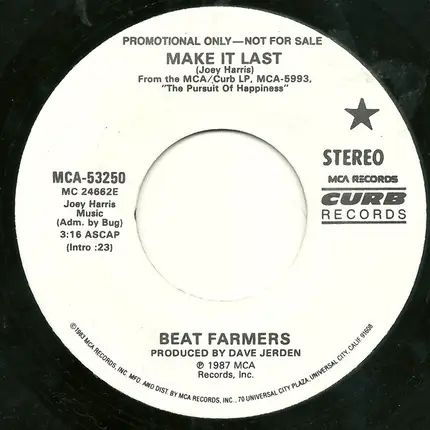 PROMOTIONAL ONLY—NOT FOR SALE
MAKE IT LAST
(Joey Harris)
From the MCA/Curb LP, MCA-5993,
"The Pursuit Of Happiness"
STEREO
MCA RECORDS
CURB
RECORDS
MCA-53250
MC 24662E
Joey Harris
Music
(Adm. by Bug)
3:16 ASCAP
(Intro :23)
BEAT FARMERS
PRODUCED BY DAVE JERDEN
℗ 1987 MCA
Records, Inc.
©1983 MCA RECORDS, INC. MFD. AND DIST. BY MCA RECORDS, INC., 70 UNIVERSAL CITY PLAZA, UNIVERSAL CITY, CALIF. 91608